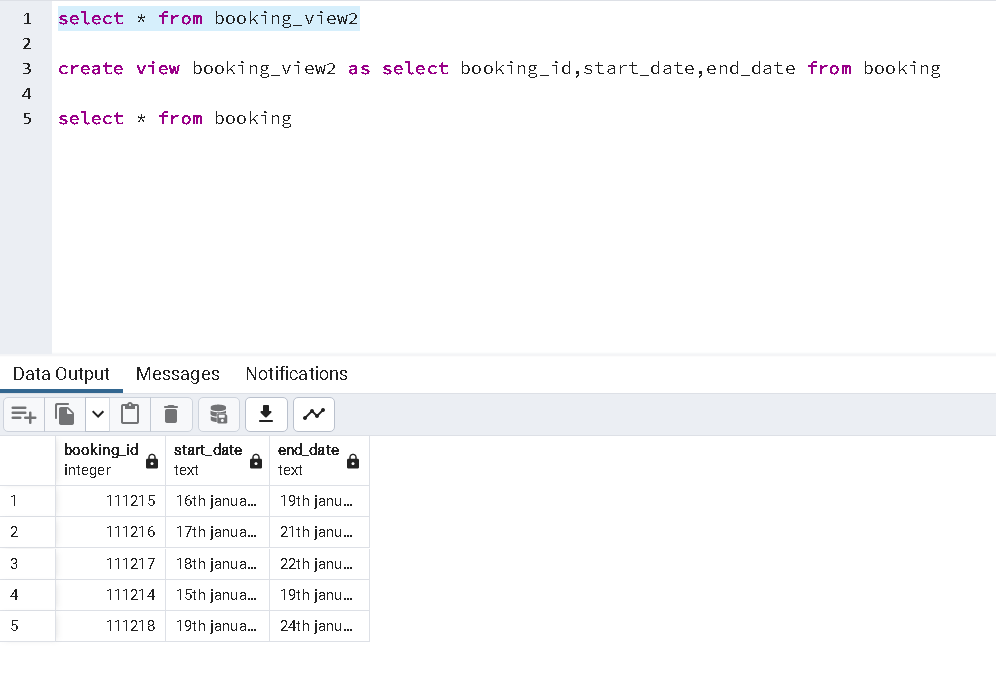 1 select * from booking_view2
2
3 create view booking_view2 as select booking_id,start_date,end_date from booking
4
5 select * from booking
Data Output Messages Notifications
booking_id start_date end_date
integer text text
1 111215 16th janua... 19th janu...
2 111216 17th janua... 21th janu...
3 111217 18th janua... 22th janu...
4 111214 15th janua... 19th janu...
5 111218 19th janua... 24th janu...